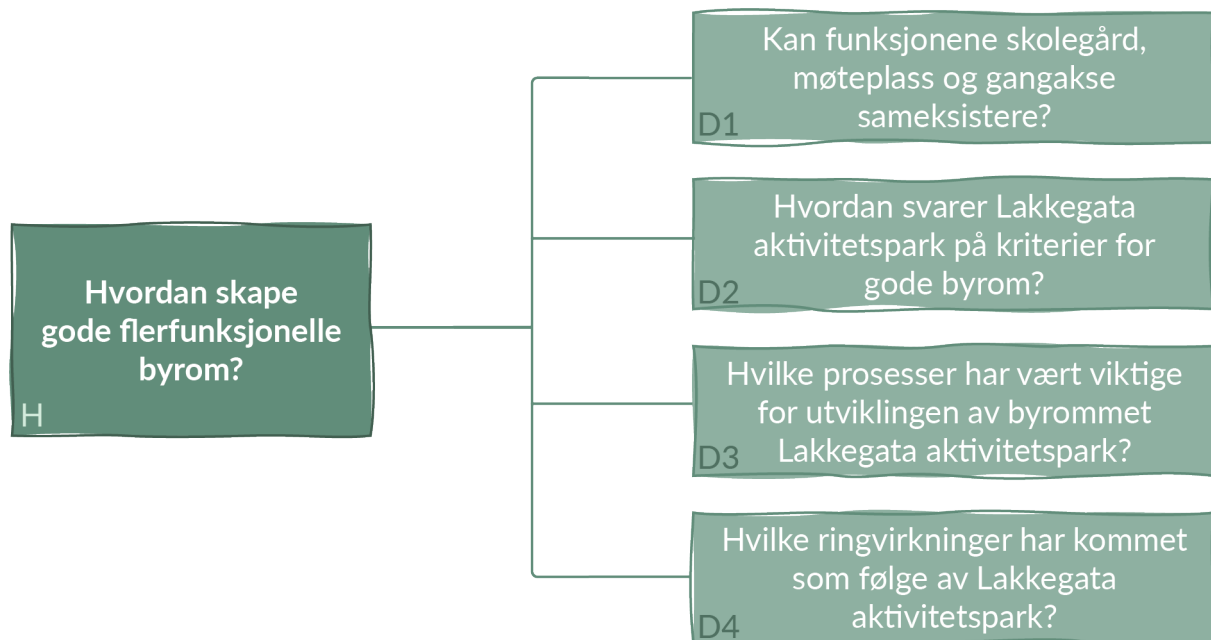 Hvordan skape
gode flerfunksjonelle
byrom?
H
Kan funksjonene skolegård,
møteplass og gangakse
sameksistere?
D1
Hvordan svarer Lakkegata
aktivitetspark på kriterier for
gode byrom?
D2
Hvilke prosesser har vært viktige
for utviklingen av byrommet
Lakkegata aktivitetspark?
D3
Hvilke ringvirkninger har kommet
som følge av Lakkegata
aktivitetspark?
D4